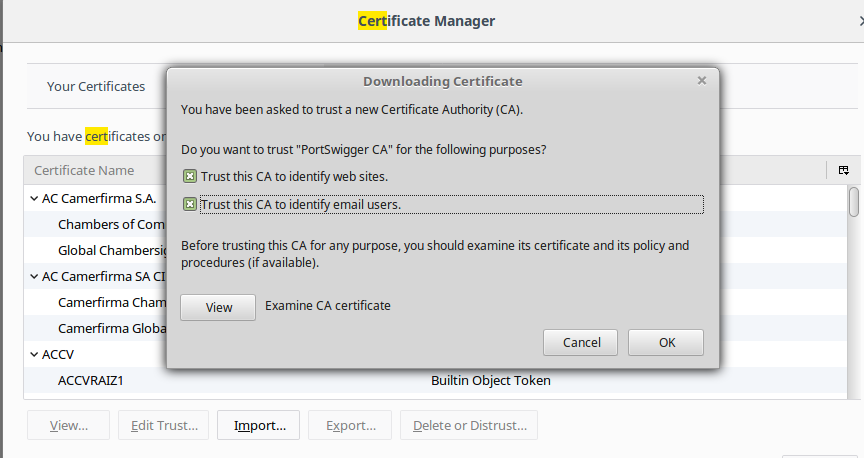 Certificate Manager
Downloading Certificate
Your Certificates
You have been asked to trust a new Certificate Authority (CA).
You have certificates or
Do you want to trust "PortSwigger CA" for the following purposes?
Certificate Name
Trust this CA to identify web sites.
AC Camerfirma S.A.
Trust this CA to identify email users.
Chambers of Com
Global Chambersig
Before trusting this CA for any purpose, you should examine its certificate and its policy and
procedures (if available).
AC Camerfirma SA CI
Camerfirma Cham
View
Examine CA certificate
Camerfirma Globa
Cancel
OK
ACCV
ACCVRAIZ1
Builtin Object Token
View...
Edit Trust...
Import...
Export...
Delete or Distrust...